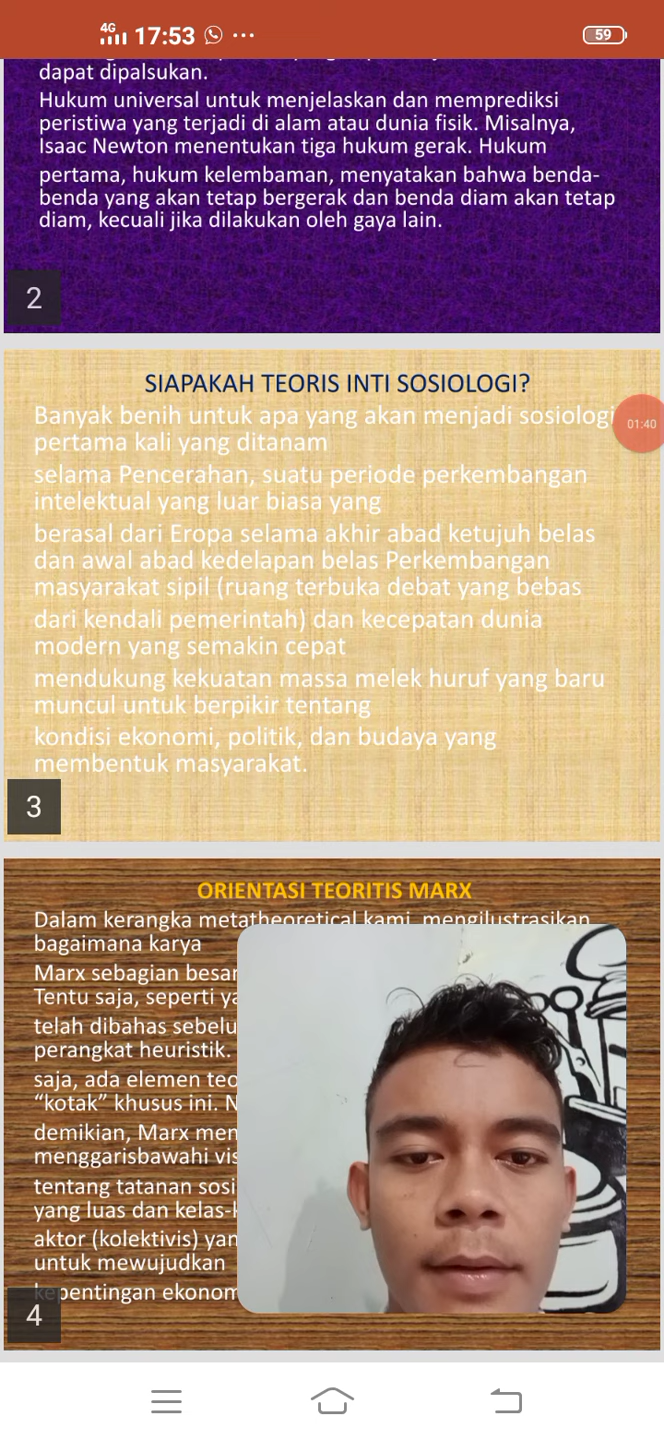 4G 17:53 ... 59
dapat dipalsukan.
Hukum universal untuk menjelaskan dan memprediksi
peristiwa yang terjadi di alam atau dunia fisik. Misalnya,
Isaac Newton menentukan tiga hukum gerak. Hukum
pertama, hukum kelembaman, menyatakan bahwa benda-
benda yang akan tetap bergerak dan benda diam akan tetap
diam, kecuali jika dilakukan oleh gaya lain.
2
SIAPAKAH TEORIS INTI SOSIOLOGI?
Banyak benih untuk apa yang akan menjadi sosiologi
01:40
pertama kali yang ditanam
selama Pencerahan, suatu periode perkembangan
intelektual yang luar biasa yang
berasal dari Eropa selama akhir abad ketujuh belas
dan awal abad kedelapan belas Perkembangan
masyarakat sipil (ruang terbuka debat yang bebas
dari kendali pemerintah) dan kecepatan dunia
modern yang semakin cepat
mendukung kekuatan massa melek huruf yang baru
muncul untuk berpikir tentang
kondisi ekonomi, politik, dan budaya yang
membentuk masyarakat.
3
ORIENTASI TEORITIS MARX
Dalam kerangka metatheoretical kami, mengilustrasikan
bagaimana karya
Marx sebagian besar
Tentu saja, seperti
telah dibahas
perangkat heuristik.
saja, ada elemen
"kotak" khusus ini.
demikian, Marx
menggarisbawahi
tentang tatanan
yang luas dan
aktor (kolektivis)
untuk mewujudkan
kepentingan
4